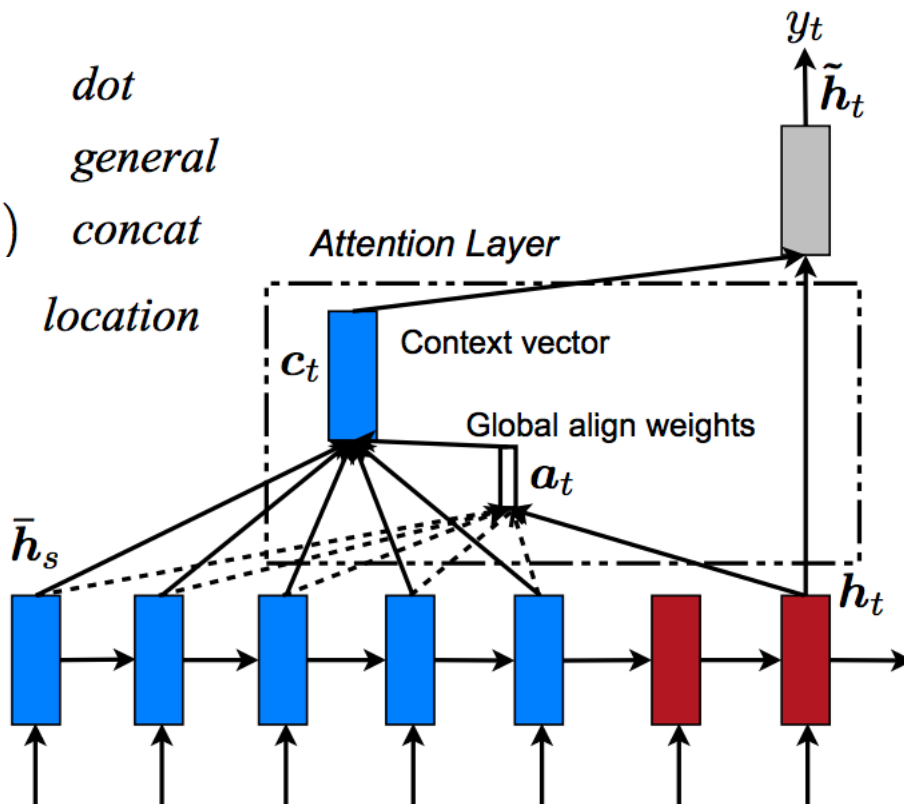 dot
general
) concat
location
y_t
h̃_t
Attention Layer
c_t
Context vector
Global align weights
a_t
h̄_s
h_t